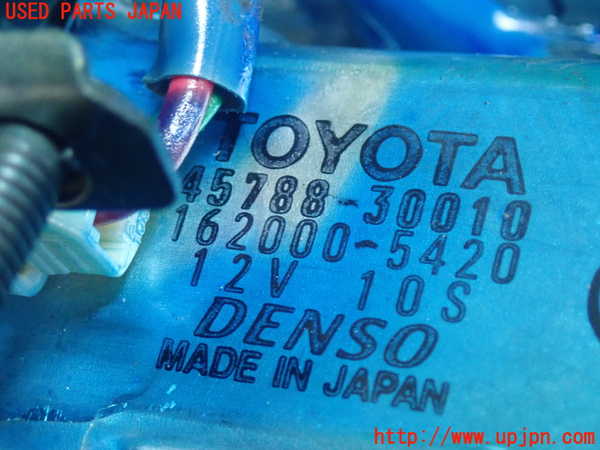 USED PARTS JAPAN
TOYOTA
45788-30010
162000-5420
12V 10S
DENSO
MADE IN JAPAN
http://www.upjpn.com/